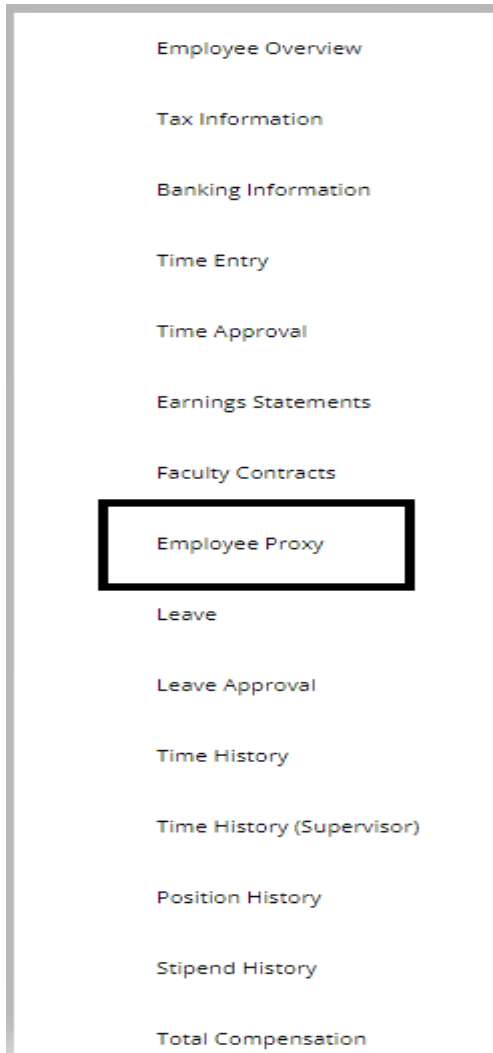 Employee Overview
Tax Information
Banking Information
Time Entry
Time Approval
Earnings Statements
Faculty Contracts
Employee Proxy
Leave
Leave Approval
Time History
Time History (Supervisor)
Position History
Stipend History
Total Compensation